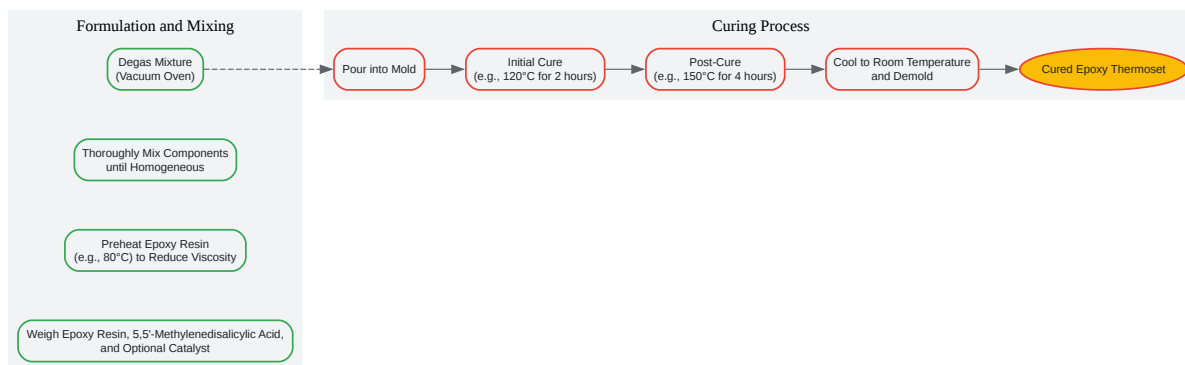 Formulation and Mixing
Degas Mixture
(Vacuum Oven)
Thoroughly Mix Components
until Homogeneous
Preheat Epoxy Resin
(e.g., 80°C) to Reduce Viscosity
Weigh Epoxy Resin, 5,5'-Methylenedisalicylic Acid,
and Optional Catalyst
Curing Process
Pour into Mold
Initial Cure
(e.g., 120°C for 2 hours)
Post-Cure
(e.g., 150°C for 4 hours)
Cool to Room Temperature
and Demold
Cured Epoxy Thermoset